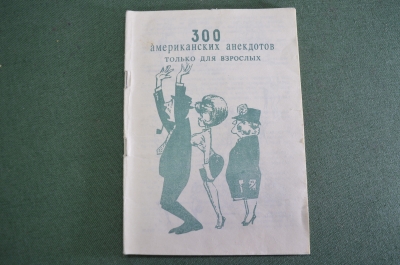 300
американских анекдотов
только для взрослых